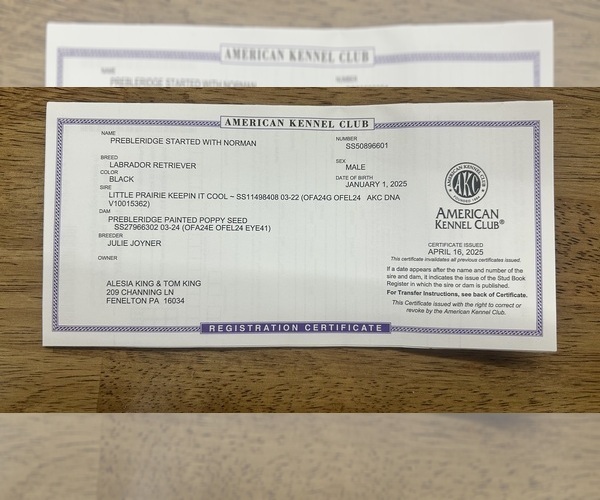 AMERICAN KENNEL CLUB
NAME
PREBLERIDGE STARTED WITH NORMAN
NUMBER
AMERICAN KENNEL CLUB
NAME
PREBLERIDGE STARTED WITH NORMAN
NUMBER
SS50896601
BREED
LABRADOR RETRIEVER
SEX
MALE
COLOR
BLACK
DATE OF BIRTH
JANUARY 1, 2025
SIRE
LITTLE PRAIRIE KEEPIN IT COOL ~ SS11498408 03-22 (OFA24G OFEL24 AKC DNA
V10015362)
DAM
PREBLERIDGE PAINTED POPPY SEED
SS27966302 03-24 (OFA24E OFEL24 EYE41)
BREEDER
JULIE JOYNER
OWNER
ALESIA KING & TOM KING
209 CHANNING LN
FENELTON PA 16034
AMERICAN KENNEL CLUB
AKC
FOUNDED 1884
AMERICAN
KENNEL CLUB®
CERTIFICATE ISSUED
APRIL 16, 2025
This certificate invalidates all previous certificates issued.
If a date appears after the name and number of the
sire and dam, it indicates the issue of the Stud Book
Register in which the sire or dam is published.
For Transfer Instructions, see back of Certificate.
This Certificate issued with the right to correct or
revoke by the American Kennel Club.
REGISTRATION CERTIFICATE